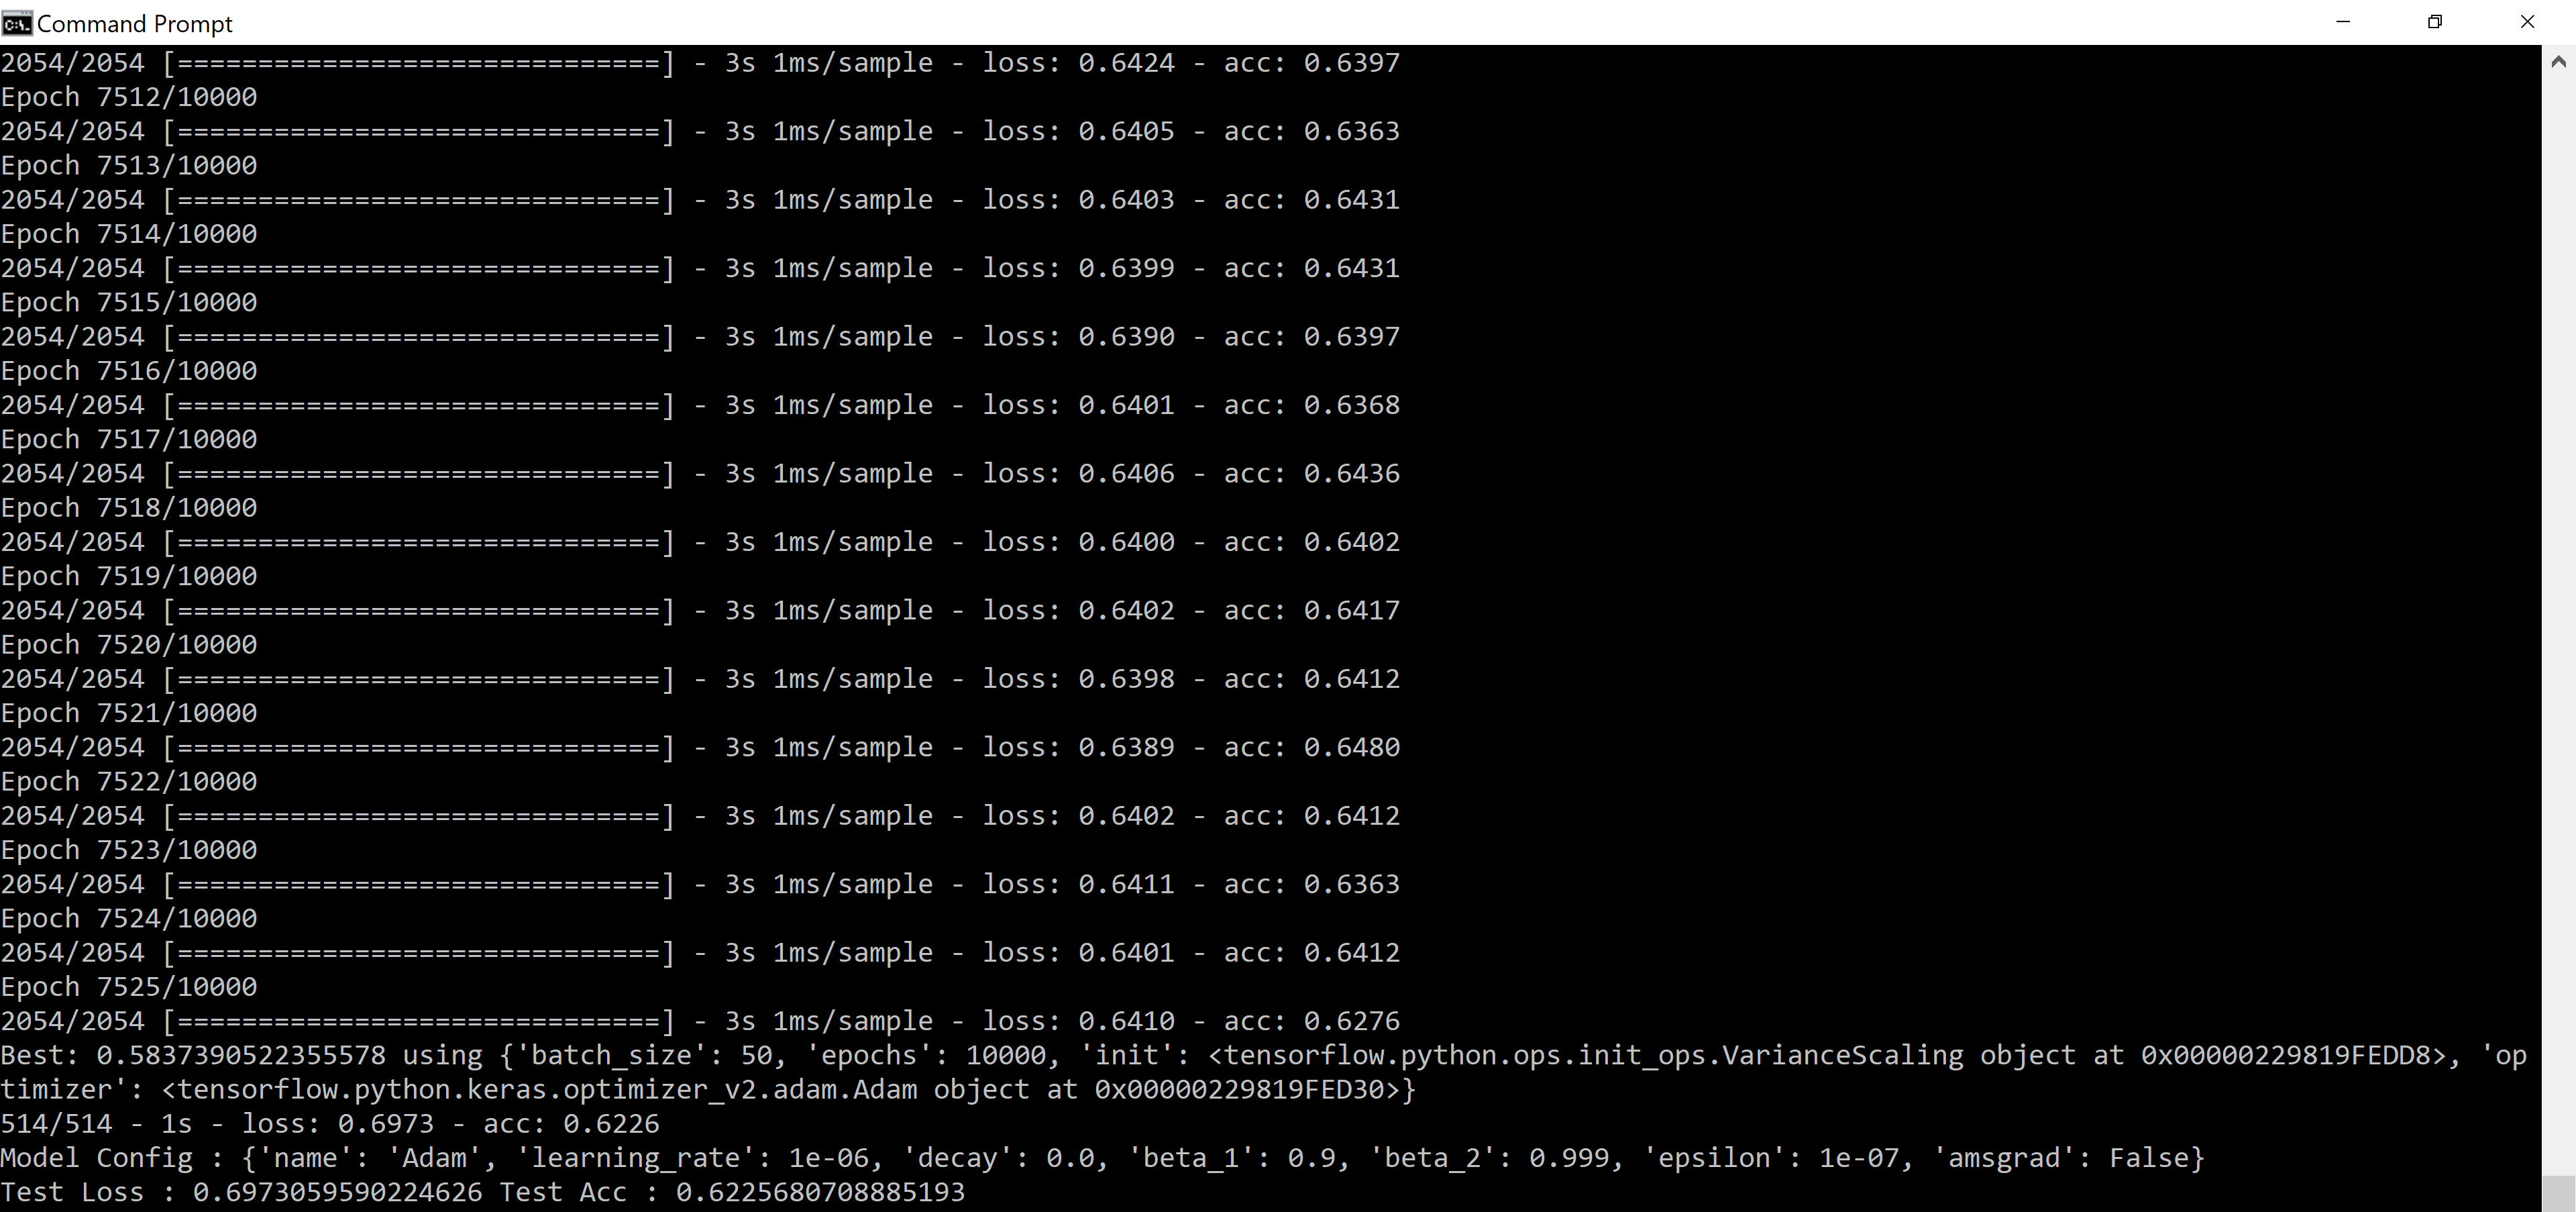 Command Prompt
2054/2054 [==============================] - 3s 1ms/sample - loss: 0.6424 - acc: 0.6397
Epoch 7512/10000
2054/2054 [==============================] - 3s 1ms/sample - loss: 0.6405 - acc: 0.6363
Epoch 7513/10000
2054/2054 [==============================] - 3s 1ms/sample - loss: 0.6403 - acc: 0.6431
Epoch 7514/10000
2054/2054 [==============================] - 3s 1ms/sample - loss: 0.6399 - acc: 0.6431
Epoch 7515/10000
2054/2054 [==============================] - 3s 1ms/sample - loss: 0.6390 - acc: 0.6397
Epoch 7516/10000
2054/2054 [==============================] - 3s 1ms/sample - loss: 0.6401 - acc: 0.6368
Epoch 7517/10000
2054/2054 [==============================] - 3s 1ms/sample - loss: 0.6406 - acc: 0.6436
Epoch 7518/10000
2054/2054 [==============================] - 3s 1ms/sample - loss: 0.6400 - acc: 0.6402
Epoch 7519/10000
2054/2054 [==============================] - 3s 1ms/sample - loss: 0.6402 - acc: 0.6417
Epoch 7520/10000
2054/2054 [==============================] - 3s 1ms/sample - loss: 0.6398 - acc: 0.6412
Epoch 7521/10000
2054/2054 [==============================] - 3s 1ms/sample - loss: 0.6389 - acc: 0.6480
Epoch 7522/10000
2054/2054 [==============================] - 3s 1ms/sample - loss: 0.6402 - acc: 0.6412
Epoch 7523/10000
2054/2054 [==============================] - 3s 1ms/sample - loss: 0.6411 - acc: 0.6363
Epoch 7524/10000
2054/2054 [==============================] - 3s 1ms/sample - loss: 0.6401 - acc: 0.6412
Epoch 7525/10000
2054/2054 [==============================] - 3s 1ms/sample - loss: 0.6410 - acc: 0.6276
Best: 0.5837390522355578 using {'batch_size': 50, 'epochs': 10000, 'init': <tensorflow.python.ops.init_ops.VarianceScaling object at 0x00000229819FEDD8>, 'op
timizer': <tensorflow.python.keras.optimizer_v2.adam.Adam object at 0x00000229819FED30>}
514/514 - 1s - loss: 0.6973 - acc: 0.6226
Model Config : {'name': 'Adam', 'learning_rate': 1e-06, 'decay': 0.0, 'beta_1': 0.9, 'beta_2': 0.999, 'epsilon': 1e-07, 'amsgrad': False}
Test Loss : 0.6973059590224626 Test Acc : 0.6225680708885193